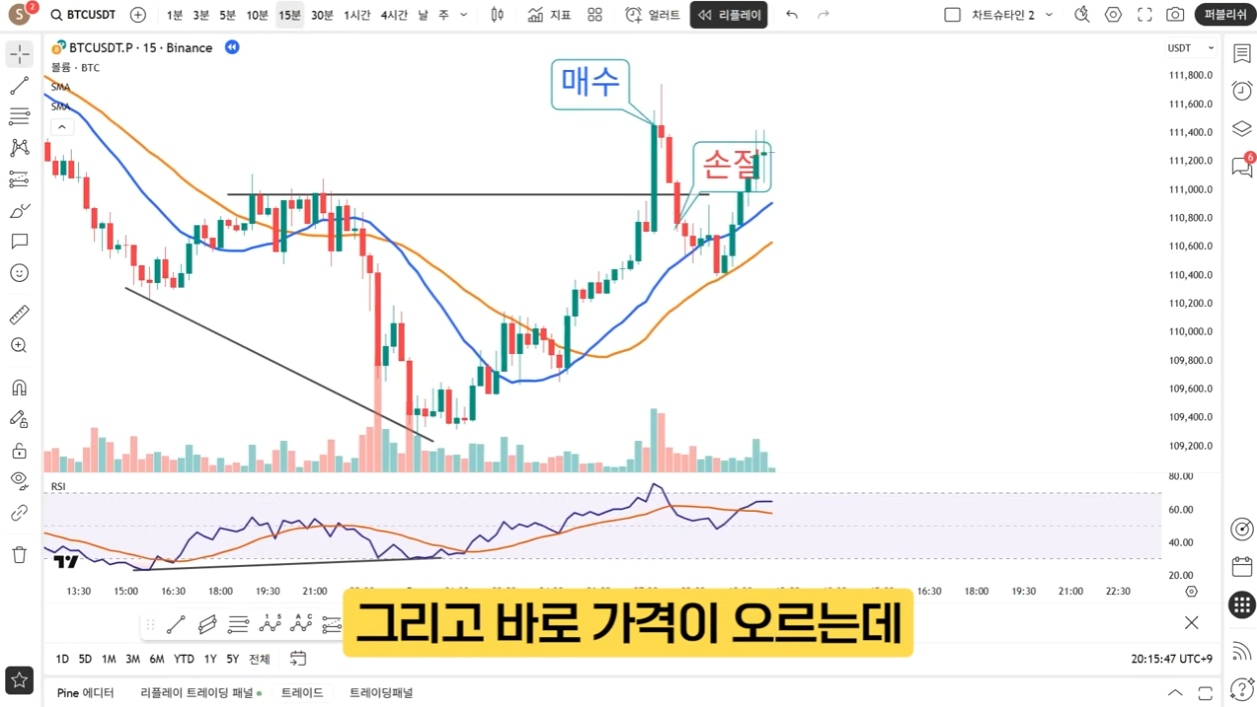 S 2 BTCUSDT 1분 3분 5분 10분 15분 30분 1시간 4시간 날 주 지표 얼러트 리플레이 차트슈타인 2 퍼블리쉬
BTCUSDT.P · 15 · Binance
USDT
볼륨 · BTC
SMA
SMA
매수
손절
111,800.0
111,600.0
111,400.0
111,200.0
111,000.0
110,800.0
110,600.0
110,400.0
110,200.0
110,000.0
109,800.0
109,600.0
109,400.0
109,200.0
6
RSI
80.00
60.00
40.00
20.00
13:30 15:00 16:30 18:00 19:30 21:00 16:30 18:00 19:30 21:00 22:30
그리고 바로 가격이 오르는데
1D 5D 1M 3M 6M YTD 1Y 5Y 전체
20:15:47 UTC+9
Pine 에디터 리플레이 트레이딩 패널 트레이드 트레이딩패널